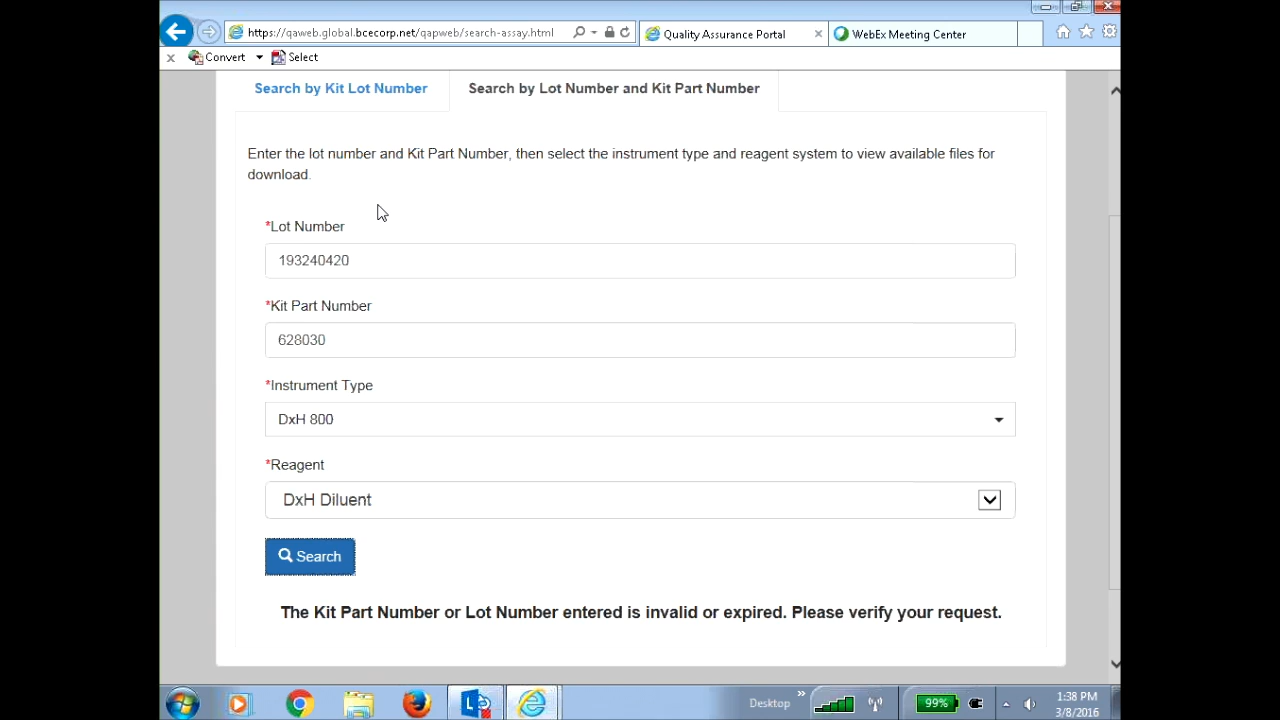 https://qaweb.global.bcecorp.net/qapweb/search-assay.html
Quality Assurance Portal
WebEx Meeting Center
x Convert Select
Search by Kit Lot Number
Search by Lot Number and Kit Part Number
Enter the lot number and Kit Part Number, then select the instrument type and reagent system to view available files for
download.
*Lot Number
193240420
*Kit Part Number
628030
*Instrument Type
DxH 800
*Reagent
DxH Diluent
Search
The Kit Part Number or Lot Number entered is invalid or expired. Please verify your request.
Desktop
99%
1:38 PM
3/8/2016